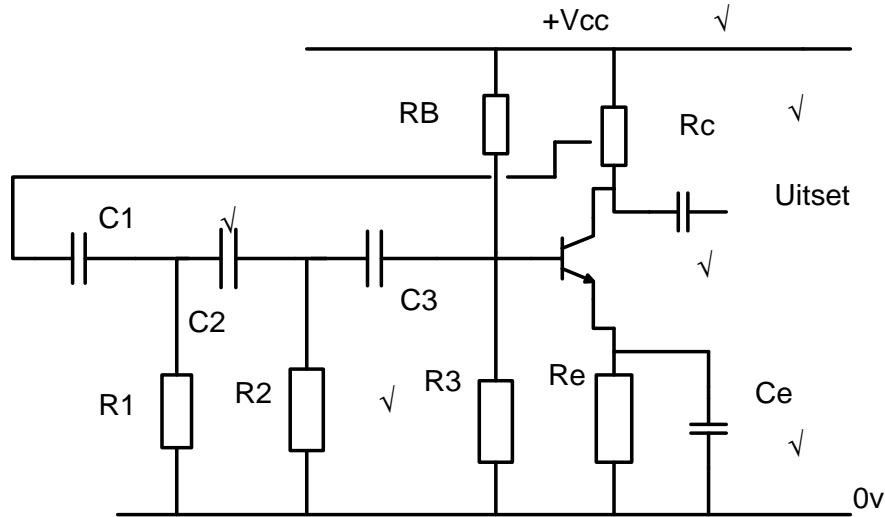 +Vcc √
RB
Rc √
Uitset
C1 √
√
C2
C3
R1
R2 √
R3
Re
Ce
√
0v